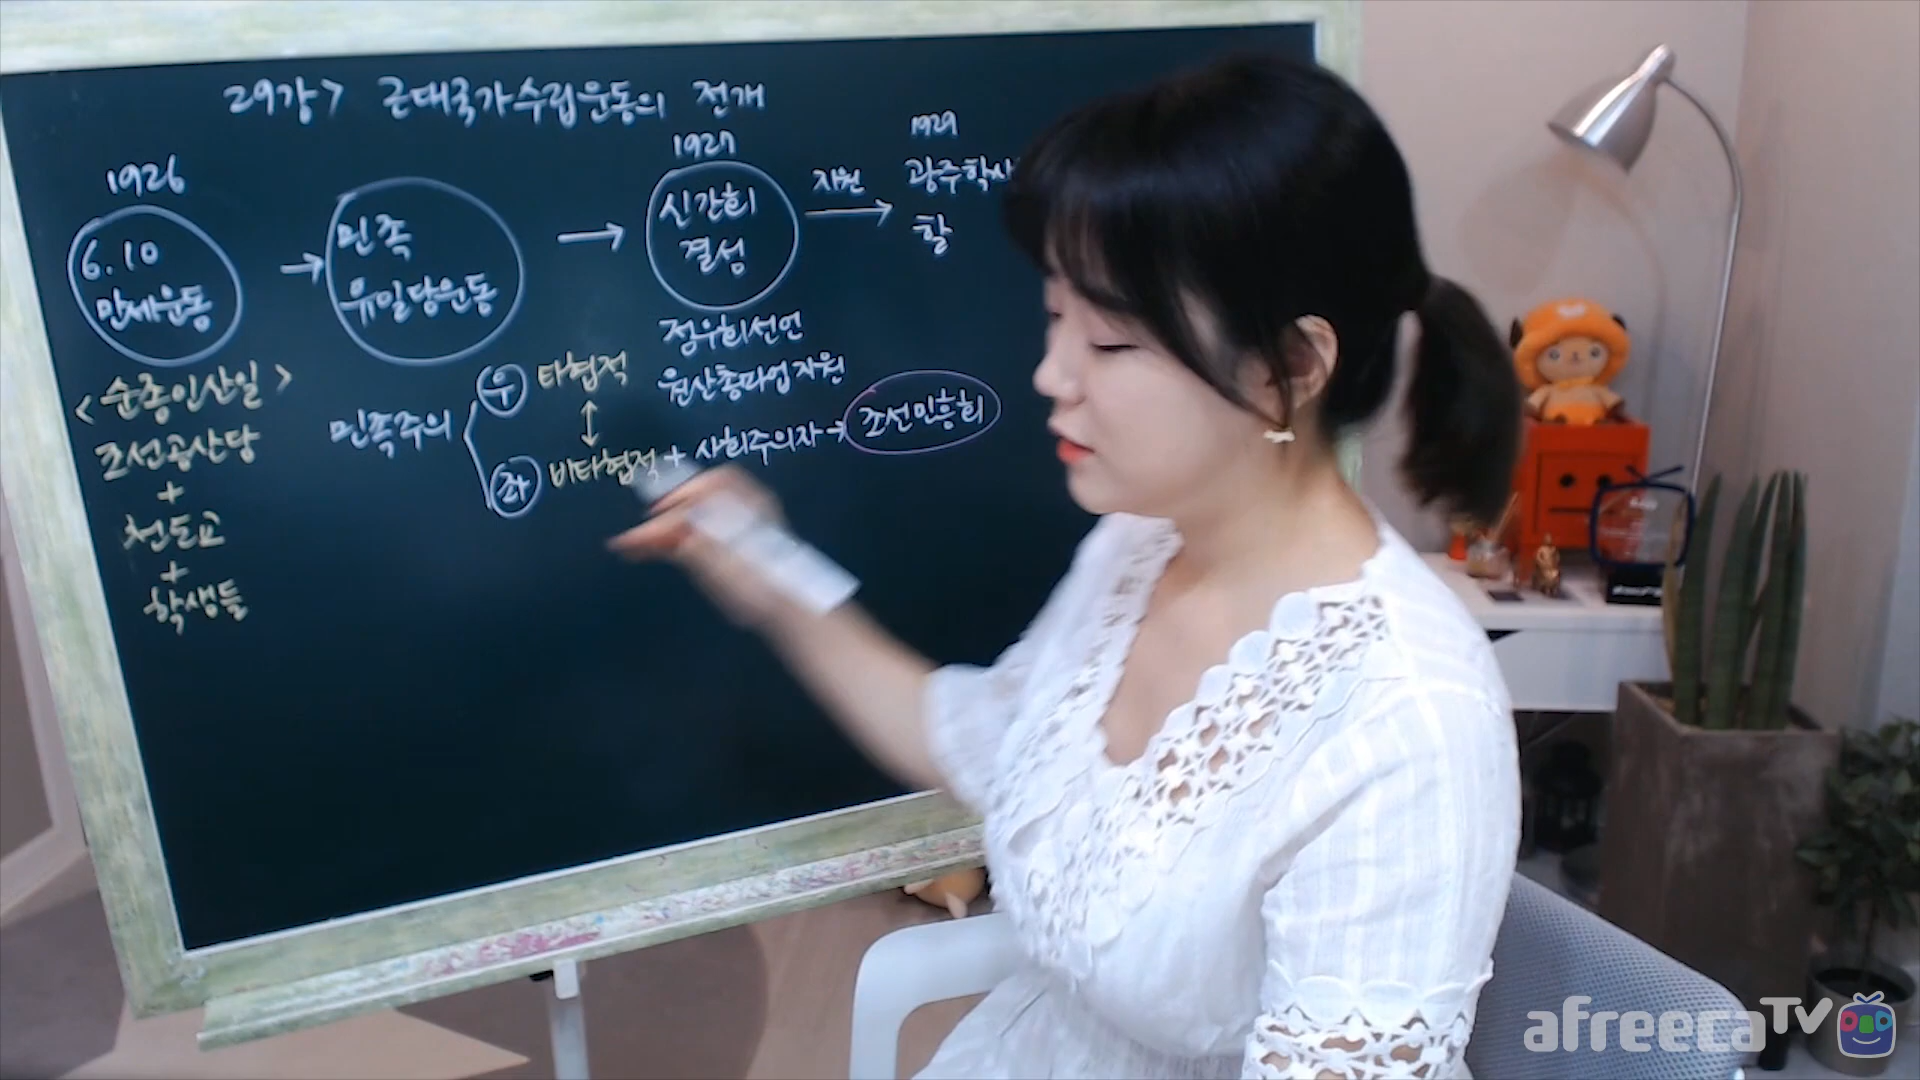 29강> 근대국가수립운동의 전개
1926
6.10
만세운동
<순종인산일>
조선공산당
+
천도교
+
학생들
→
민족
유일당운동
민족주의
우 타협적
↕
좌 비타협적 + 사회주의자 → 조선민흥회
→
1927
신간회
결성
정우회선언
원산총파업지원
지원
→
1929
광주학사
할
afreecaTV